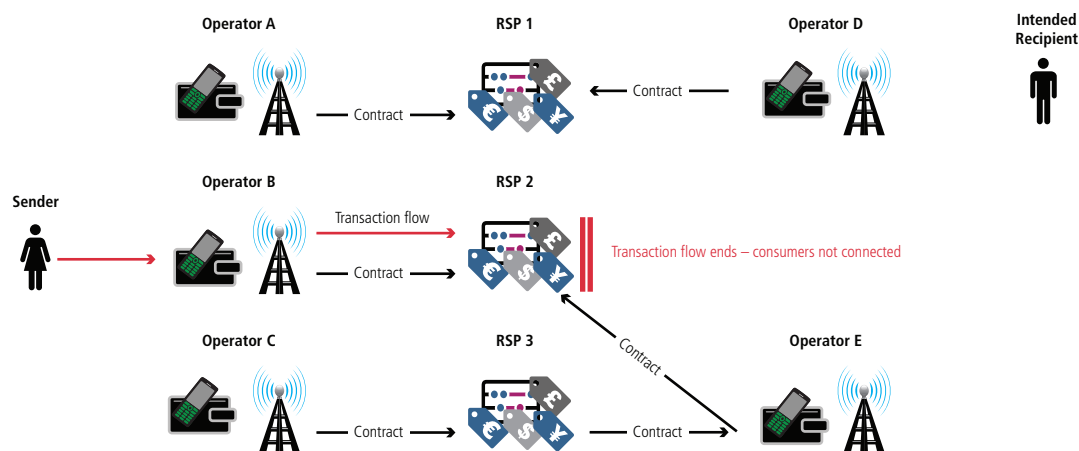 Operator A
RSP 1
Operator D
Intended
Recipient
£
€
$
¥
Contract
Contract
Sender
Operator B
RSP 2
Transaction flow
£
€
$
¥
Contract
Transaction flow ends – consumers not connected
Contract
Operator C
RSP 3
Operator E
£
€
$
¥
Contract
Contract